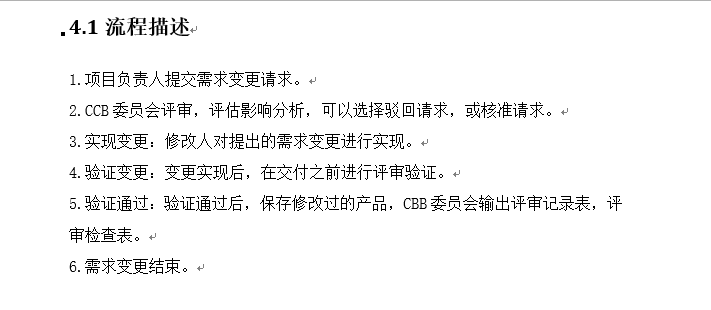 4.1 流程描述
1.项目负责人提交需求变更请求。
2.CCB 委员会评审，评估影响分析，可以选择驳回请求，或核准请求。
3.实现变更：修改人对提出的需求变更进行实现。
4.验证变更：变更实现后，在交付之前进行评审验证。
5.验证通过：验证通过后，保存修改过的产品，CBB 委员会输出评审记录表，评
审检查表。
6.需求变更结束。